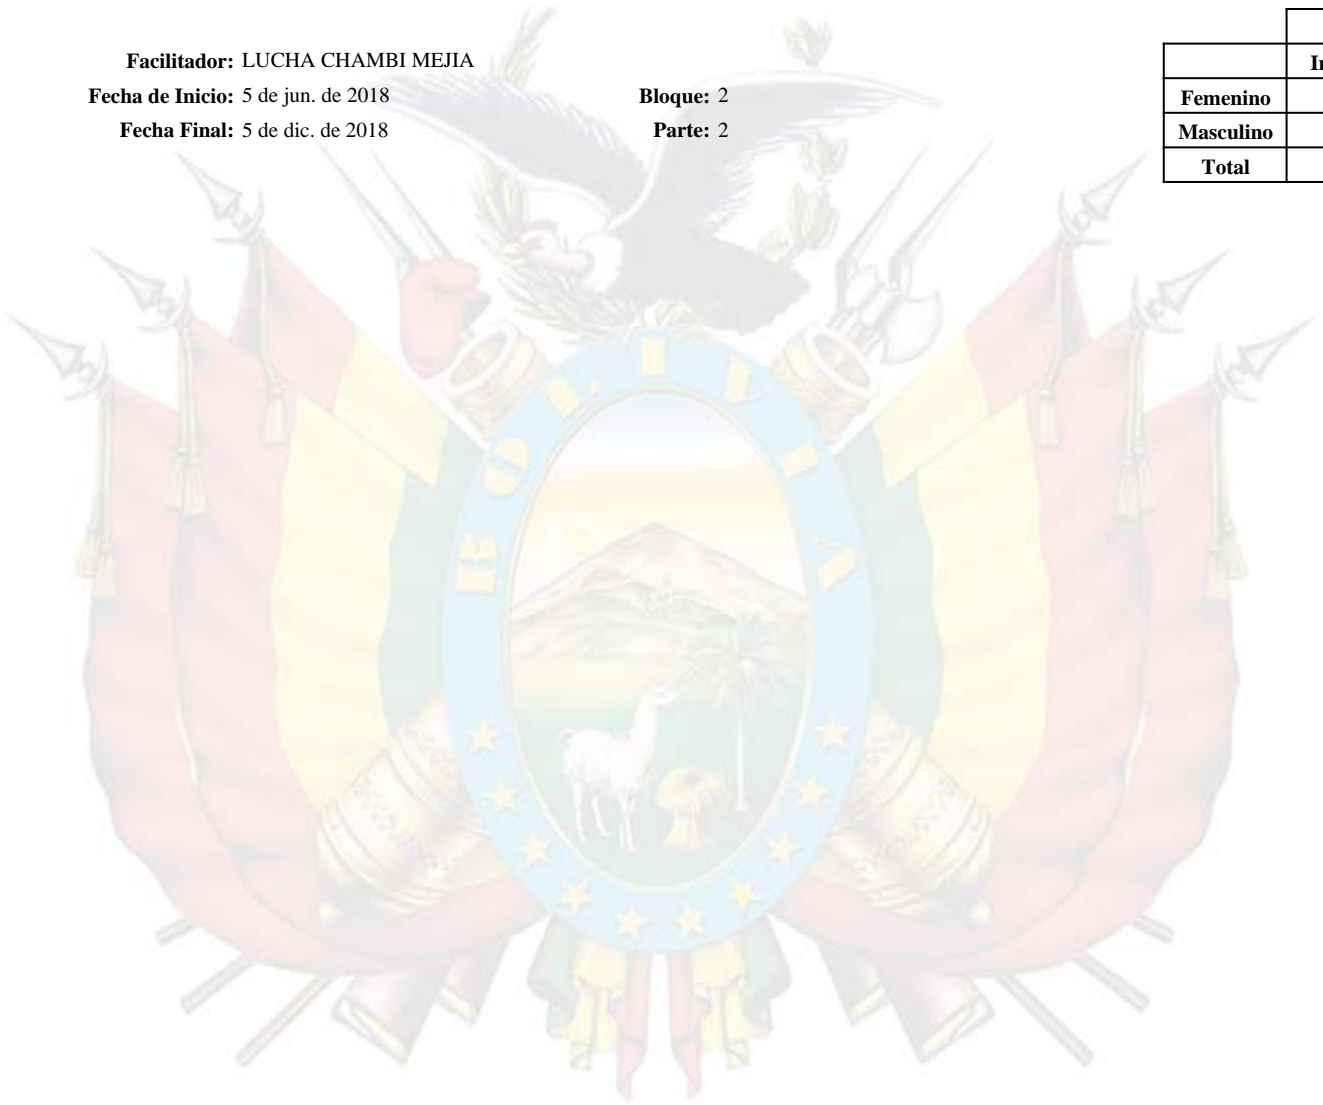 Facilitador: LUCHA CHAMBI MEJIA
Fecha de Inicio: 5 de jun. de 2018 Bloque: 2
Fecha Final: 5 de dic. de 2018 Parte: 2
Femenino
Masculino
Total
BOLIVIA